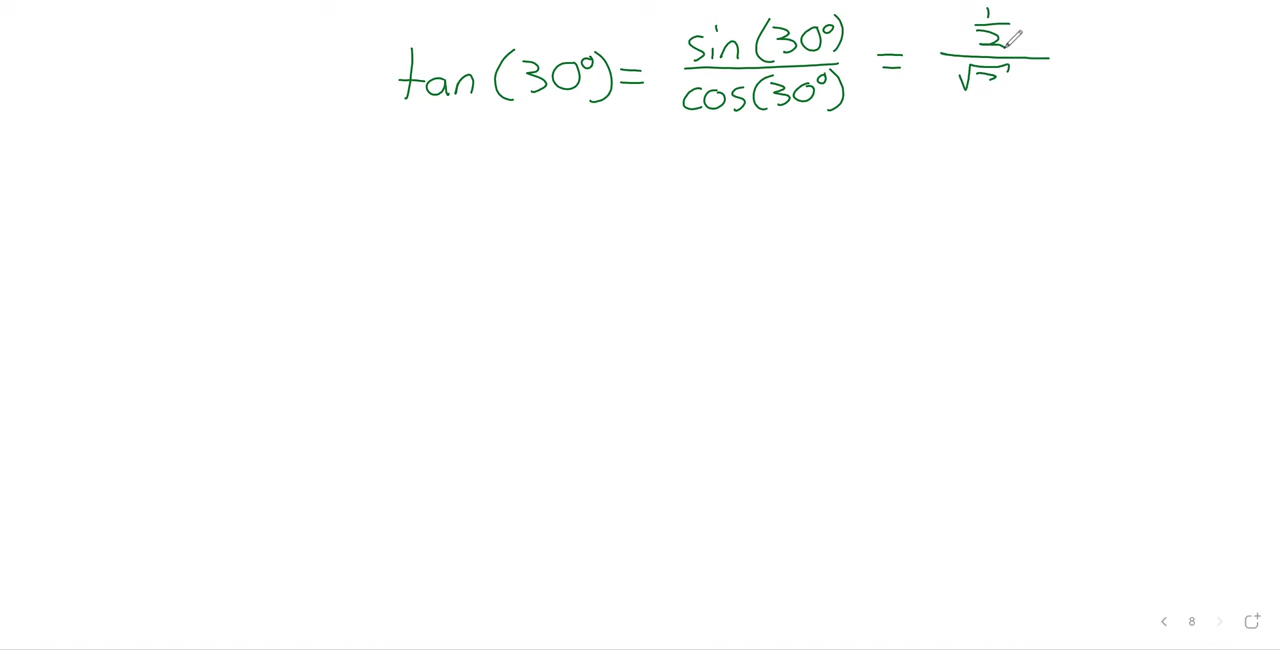 tan(30°) = sin(30°)/cos(30°) = 1/2/√3
8